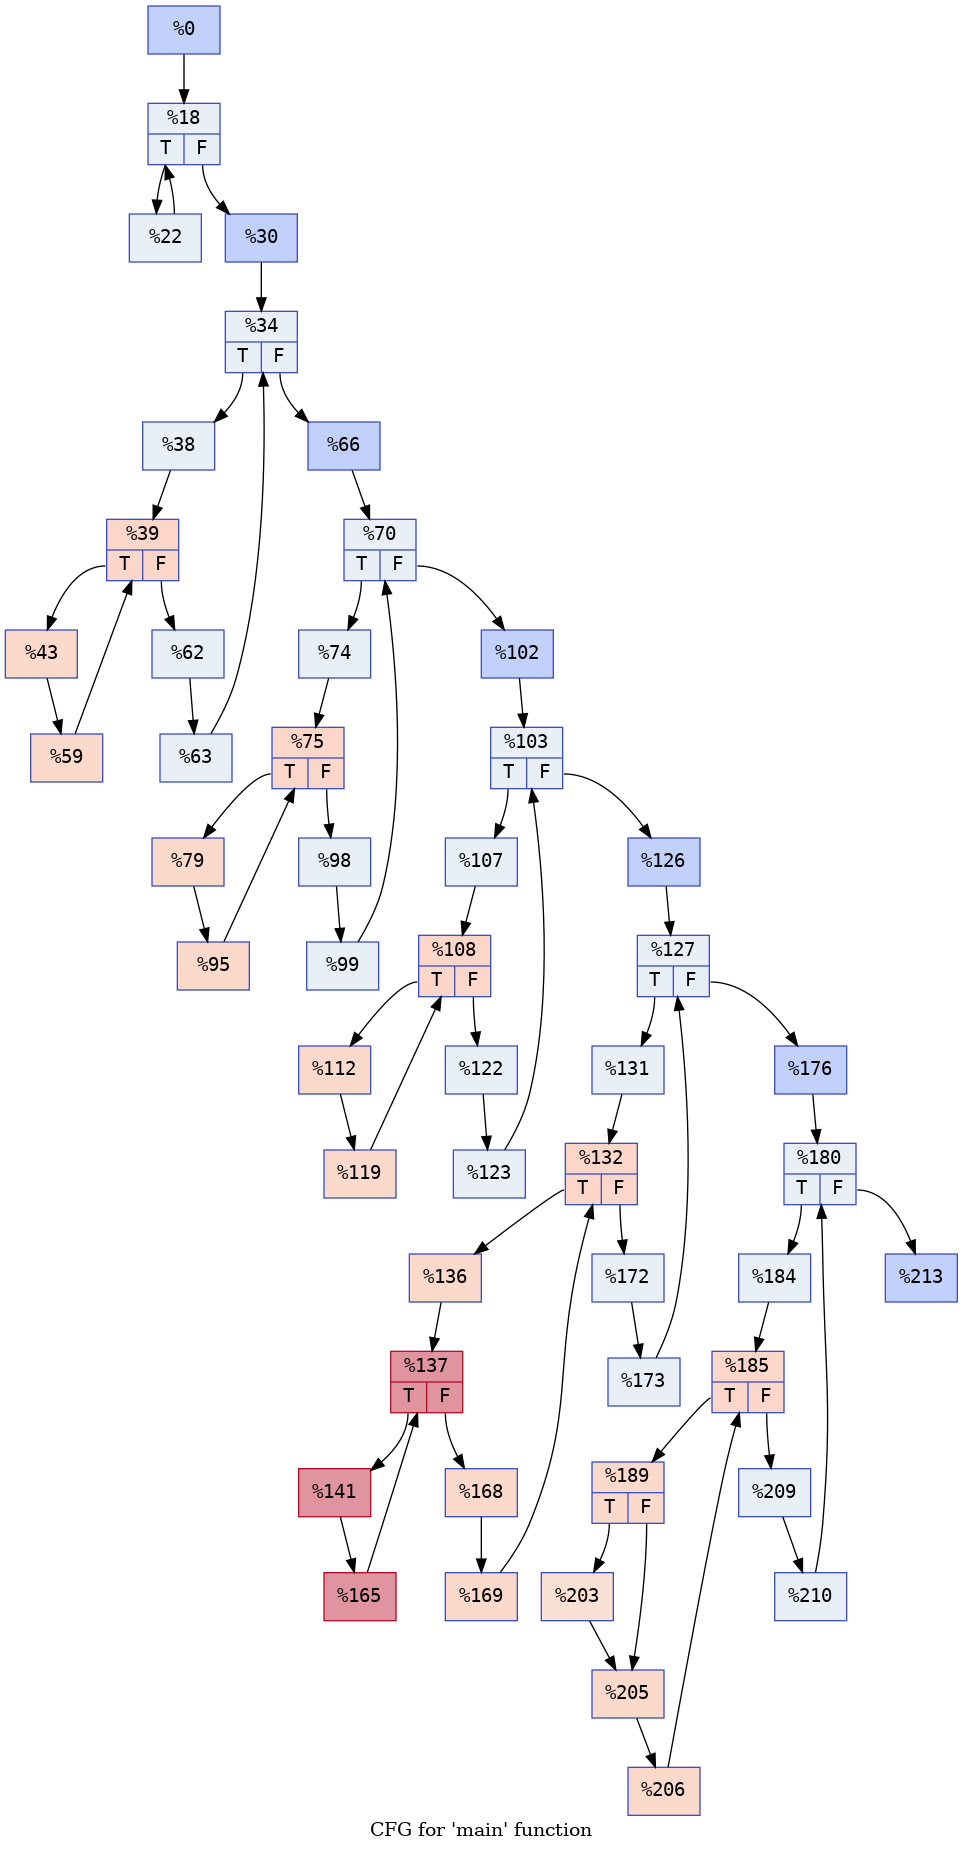 %0
%18
T F
%22 %30
%34
T F
%38 %66
%39 %70
T F T F
%43 %62 %74 %102
%59 %63 %75 %103
T F T F
%79 %98 %107 %126
%95 %99 %108 %127
T F T F
%112 %122 %131 %176
%119 %123 %132 %180
T F T F
%136 %172 %184 %213
%137 %173 %185
T F T F
%141 %168 %189 %209
T F
%165 %169 %203 %210
%205
%206
CFG for 'main' function